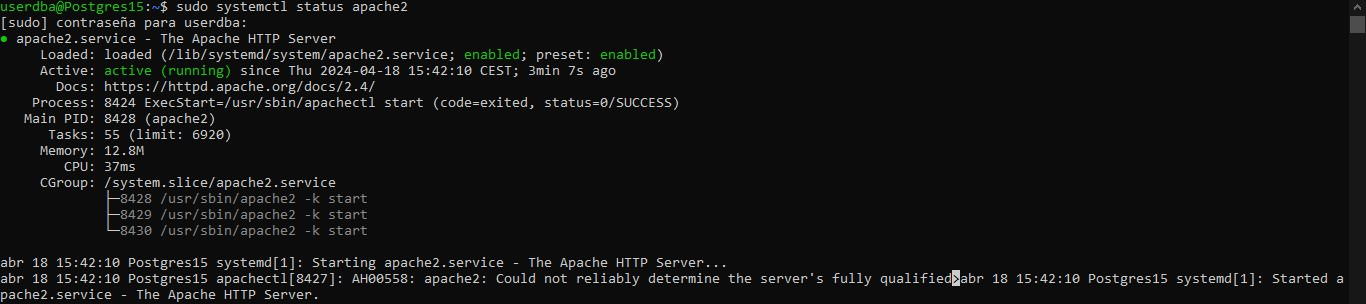 userdba@Postgres15:~$ sudo systemctl status apache2
[sudo] contraseña para userdba:
● apache2.service - The Apache HTTP Server
     Loaded: loaded (/lib/systemd/system/apache2.service; enabled; preset: enabled)
     Active: active (running) since Thu 2024-04-18 15:42:10 CEST; 3min 7s ago
       Docs: https://httpd.apache.org/docs/2.4/
    Process: 8424 ExecStart=/usr/sbin/apachectl start (code=exited, status=0/SUCCESS)
   Main PID: 8428 (apache2)
      Tasks: 55 (limit: 6920)
     Memory: 12.8M
        CPU: 37ms
     CGroup: /system.slice/apache2.service
             ├─8428 /usr/sbin/apache2 -k start
             ├─8429 /usr/sbin/apache2 -k start
             └─8430 /usr/sbin/apache2 -k start
abr 18 15:42:10 Postgres15 systemd[1]: Starting apache2.service - The Apache HTTP Server...
abr 18 15:42:10 Postgres15 apachectl[8427]: AH00558: apache2: Could not reliably determine the server's fully qualified>abr 18 15:42:10 Postgres15 systemd[1]: Started a
pache2.service - The Apache HTTP Server.